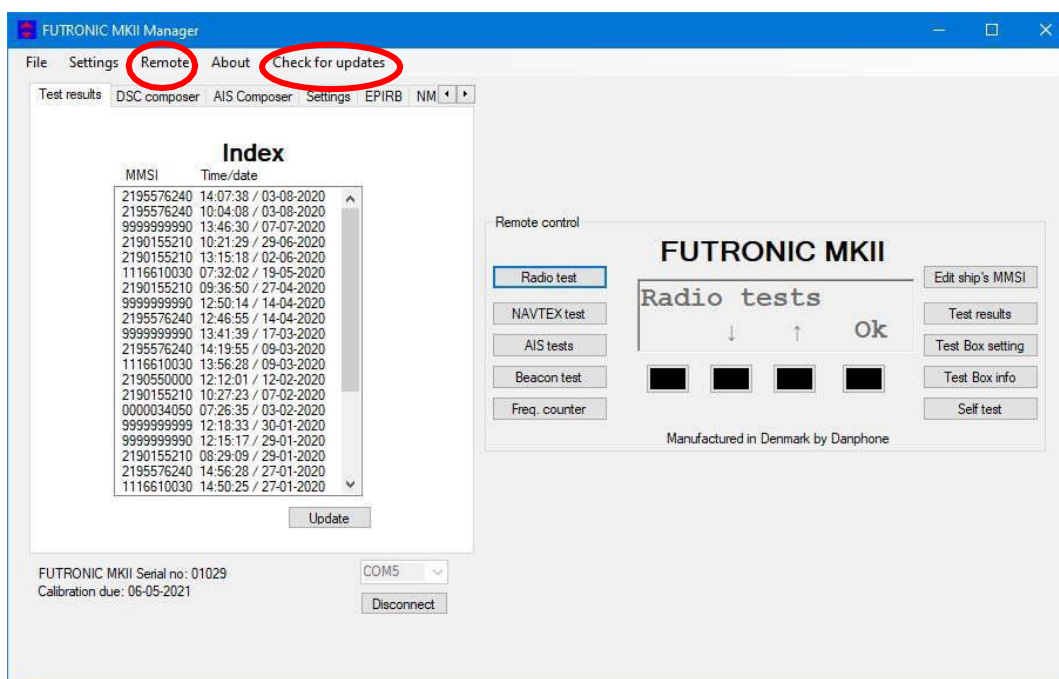 FUTRONIC MKII Manager
File Settings Remote About Check for updates
Test results DSC composer AIS Composer Settings EPIRB NM
Index
MMSI Time/date
2195576240 14:07:38 / 03-08-2020
2195576240 10:04:08 / 03-08-2020
9999999990 13:46:30 / 07-07-2020
2190155210 10:21:29 / 29-06-2020
2190155210 13:15:18 / 02-06-2020
1116610030 07:32:02 / 19-05-2020
2190155210 09:36:50 / 27-04-2020
9999999990 12:50:14 / 14-04-2020
2195576240 12:46:55 / 14-04-2020
9999999990 13:41:39 / 17-03-2020
2195576240 14:19:55 / 09-03-2020
1116610030 13:56:28 / 09-03-2020
2190550000 12:12:01 / 12-02-2020
2190155210 10:27:23 / 07-02-2020
0000034050 07:26:35 / 03-02-2020
9999999999 12:18:33 / 30-01-2020
9999999990 12:15:17 / 29-01-2020
2190155210 08:29:09 / 29-01-2020
2195576240 14:56:28 / 27-01-2020
1116610030 14:50:25 / 27-01-2020
Update
FUTRONIC MKII Serial no: 01029
Calibration due: 06-05-2021
COM5
Disconnect
Remote control
FUTRONIC MKII
Radio test
NAVTEX test
AIS tests
Beacon test
Freq. counter
Radio tests
↓ ↑ Ok
Edit ship's MMSI
Test results
Test Box setting
Test Box info
Self test
Manufactured in Denmark by Danphone